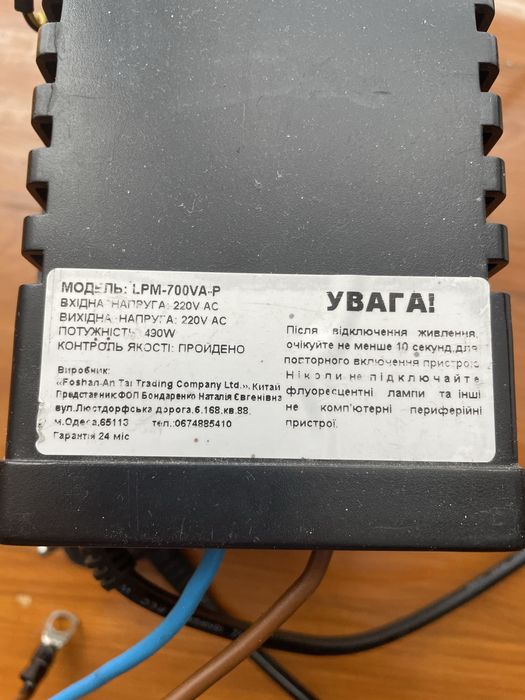 МОДЕЛЬ: LPM-700VA-P
ВХІДНА НАПРУГА: 220V AC
ВИХІДНА НАПРУГА: 220V AC
ПОТУЖНІСТЬ: 490W
КОНТРОЛЬ ЯКОСТІ: ПРОЙДЕНО
Виробник:
«Foshan An Tai Trading Company Ltd.», Китай
Представник:ФОП Бондаренко Наталія Євгенівна
вул.Люстдорфська дорога,б.168,кв.88,
м.Одеса,65113 тел.:0674885410
Гарантія 24 міс
УВАГА!
Після відключення живлення,
очікуйте не менше 10 секунд,для
повторного включення пристрою
Ніколи не підключайте
флуоресцентні лампи та інші
не комп'ютерні периферійні
пристрої.